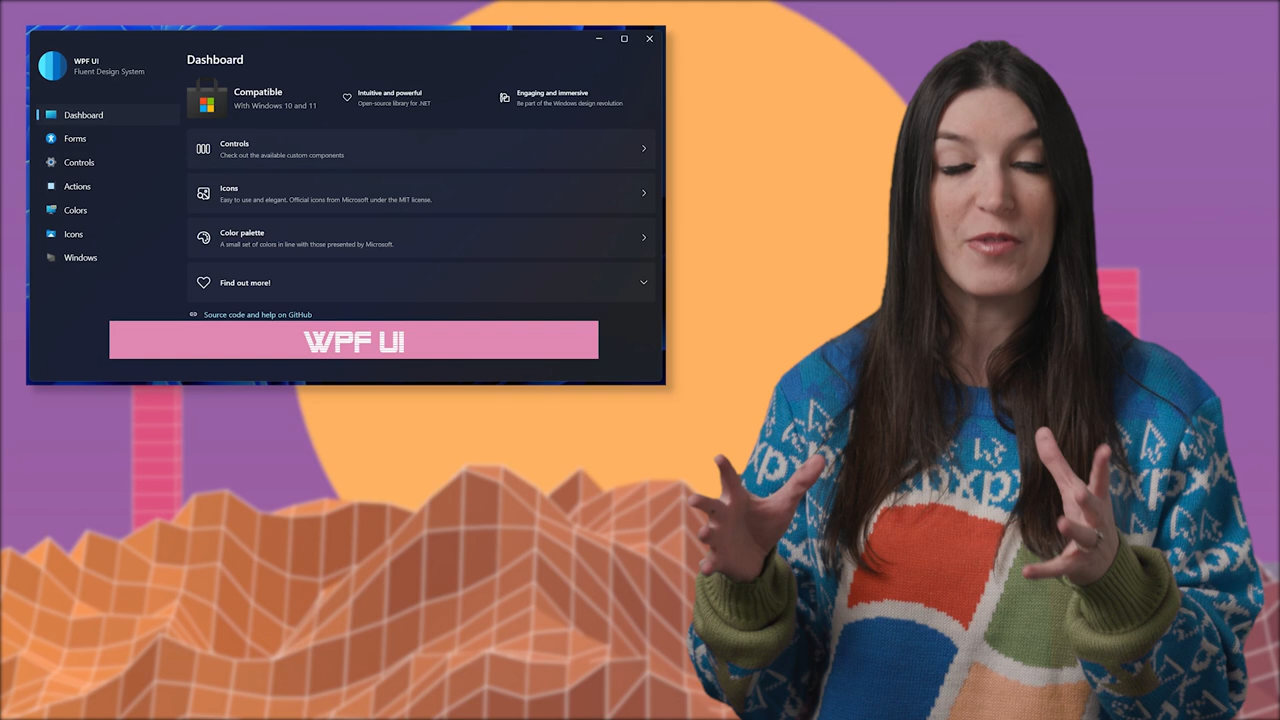 WPF UI
Fluent Design System
Dashboard
Forms
Controls
Actions
Colors
Icons
Windows
Dashboard
Compatible
With Windows 10 and 11
Intuitive and powerful
Open-source library for .NET
Engaging and immersive
Be part of the Windows design revolution
Controls
Check out the available custom components
Icons
Easy to use and elegant. Official icons from Microsoft under the MIT license.
Color palette
A small set of colors in line with those presented by Microsoft.
Find out more!
Source code and help on GitHub
WPF UI
xp
pxp